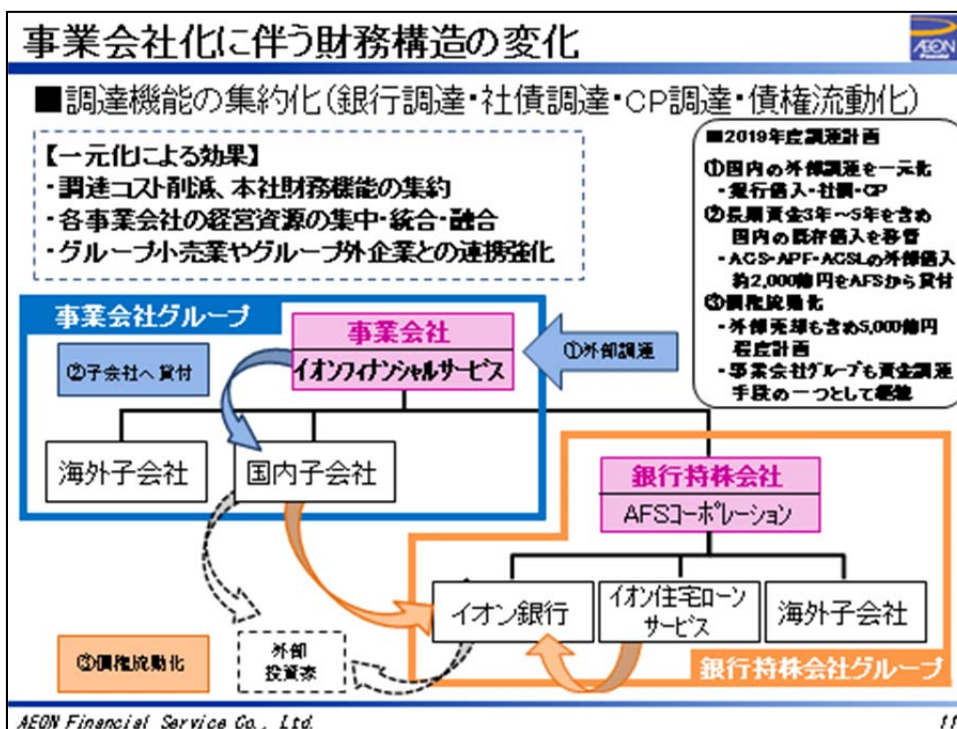 事業会社化に伴う財務構造の変化
AEON
Financial
■調達機能の集約化(銀行調達・社債調達・CP調達・債権流動化)
【一元化による効果】
・調達コスト削減、本社財務機能の集約
・各事業会社の経営資源の集中・統合・融合
・グループ小売業やグループ外企業との連携強化
■2019年度調達計画
①国内の外部調達を一元化
・銀行借入・社債・CP
②長期資金3年～5年を含め
国内の既存借入を移管
・ACS・APF・ACSLの外部借入
約2,000億円をAFSから貸付
③債権流動化
・外部売却も含め5,000億円
程度計画
・事業会社グループも資金調達
手段の一つとして継続
事業会社グループ
事業会社
イオンフィナンシャルサービス
①外部調達
②子会社へ貸付
海外子会社
国内子会社
銀行持株会社
AFSコーポレーション
イオン銀行
イオン住宅ローン
サービス
海外子会社
③債権流動化
外部
投資家
銀行持株会社グループ
AEON Financial Service Co., Ltd.
11